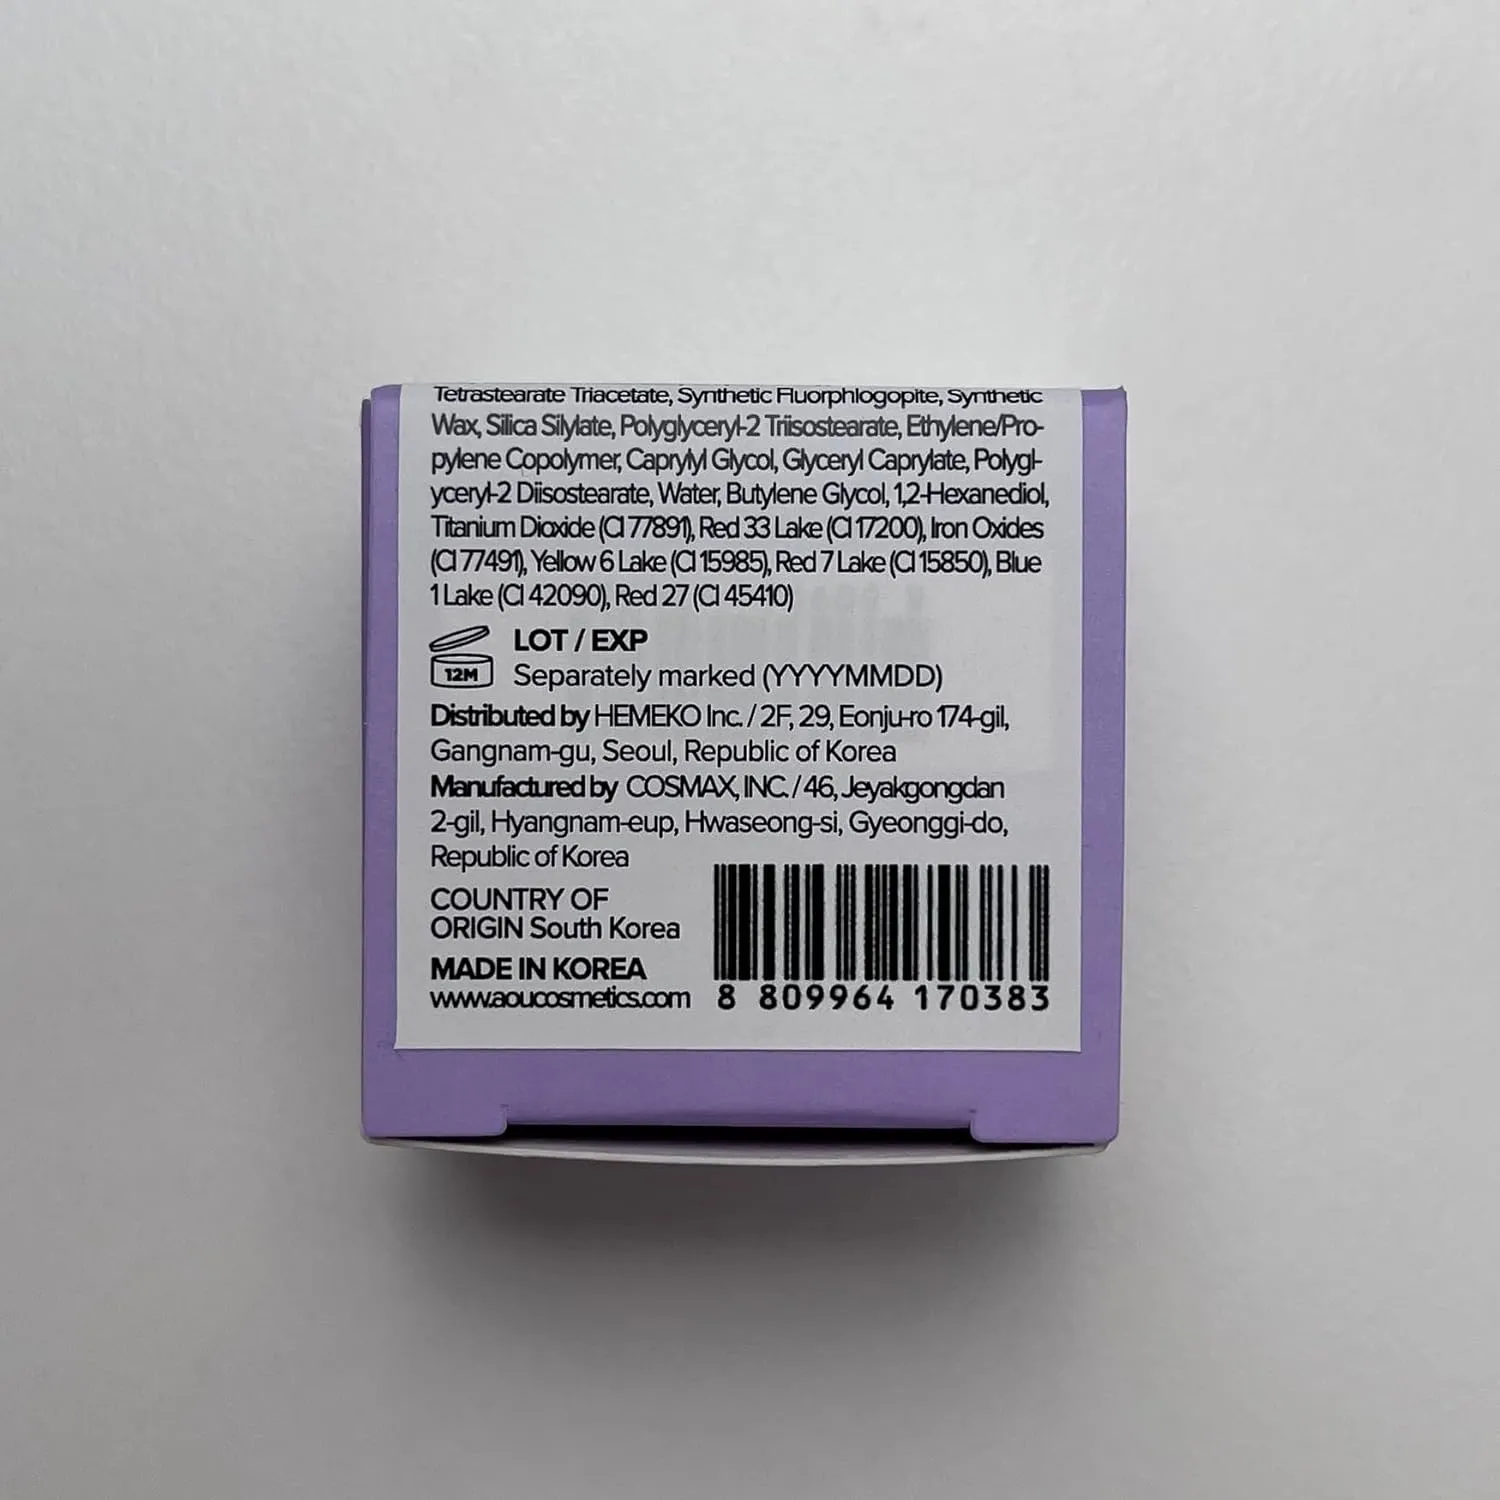 Tetrastearate Triacetate, Synthetic Fluorphlogopite, Synthetic
Wax, Silica Silylate, Polyglyceryl-2 Triisostearate, Ethylene/Pro-
pylene Copolymer, Caprylyl Glycol, Glyceryl Caprylate, Polygl-
yceryl-2 Diisostearate, Water, Butylene Glycol, 1,2-Hexanediol,
Titanium Dioxide (CI 77891), Red 33 Lake (CI 17200), Iron Oxides
(CI 77491), Yellow 6 Lake (CI 15985), Red 7 Lake (CI 15850), Blue
1 Lake (CI 42090), Red 27 (CI 45410)
12M
LOT / EXP
Separately marked (YYYYMMDD)
Distributed by HEMEKO Inc. / 2F, 29, Eonju-ro 174-gil,
Gangnam-gu, Seoul, Republic of Korea
Manufactured by COSMAX, INC. / 46, Jeyakgongdan
2-gil, Hyangnam-eup, Hwaseong-si, Gyeonggi-do,
Republic of Korea
COUNTRY OF
ORIGIN South Korea
MADE IN KOREA
www.aoucosmetics.com
8 809964 170383